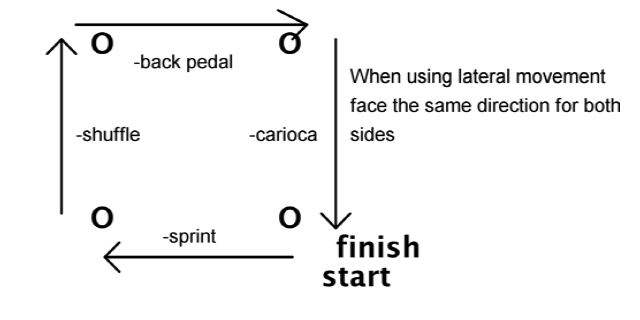 O O
-back pedal
When using lateral movement
face the same direction for both
-shuffle -carioca sides
O O
-sprint
finish
start